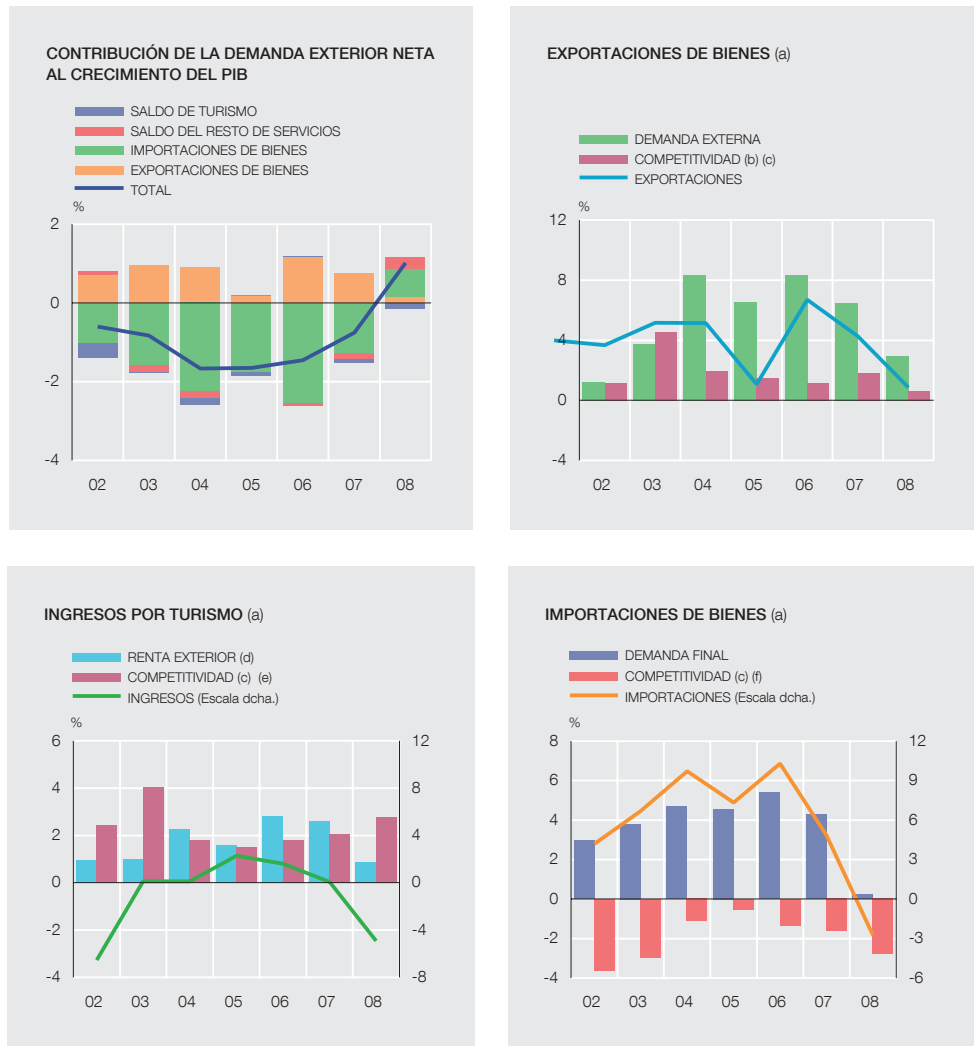 CONTRIBUCIÓN DE LA DEMANDA EXTERIOR NETA
AL CRECIMIENTO DEL PIB
SALDO DE TURISMO
SALDO DEL RESTO DE SERVICIOS
IMPORTACIONES DE BIENES
EXPORTACIONES DE BIENES
TOTAL
%
2
0
-2
-4
02 03 04 05 06 07 08
EXPORTACIONES DE BIENES (a)
DEMANDA EXTERNA
COMPETITIVIDAD (b) (c)
EXPORTACIONES
%
12
8
4
0
-4
02 03 04 05 06 07 08
INGRESOS POR TURISMO (a)
RENTA EXTERIOR (d)
COMPETITIVIDAD (c) (e)
INGRESOS (Escala dcha.)
%
6 12
4 8
2 4
0 0
-2 -4
-4 -8
02 03 04 05 06 07 08
IMPORTACIONES DE BIENES (a)
DEMANDA FINAL
COMPETITIVIDAD (c) (f)
IMPORTACIONES (Escala dcha.)
%
8 12
6 9
4 6
2 3
0 0
-2 -3
-4 -6
02 03 04 05 06 07 08